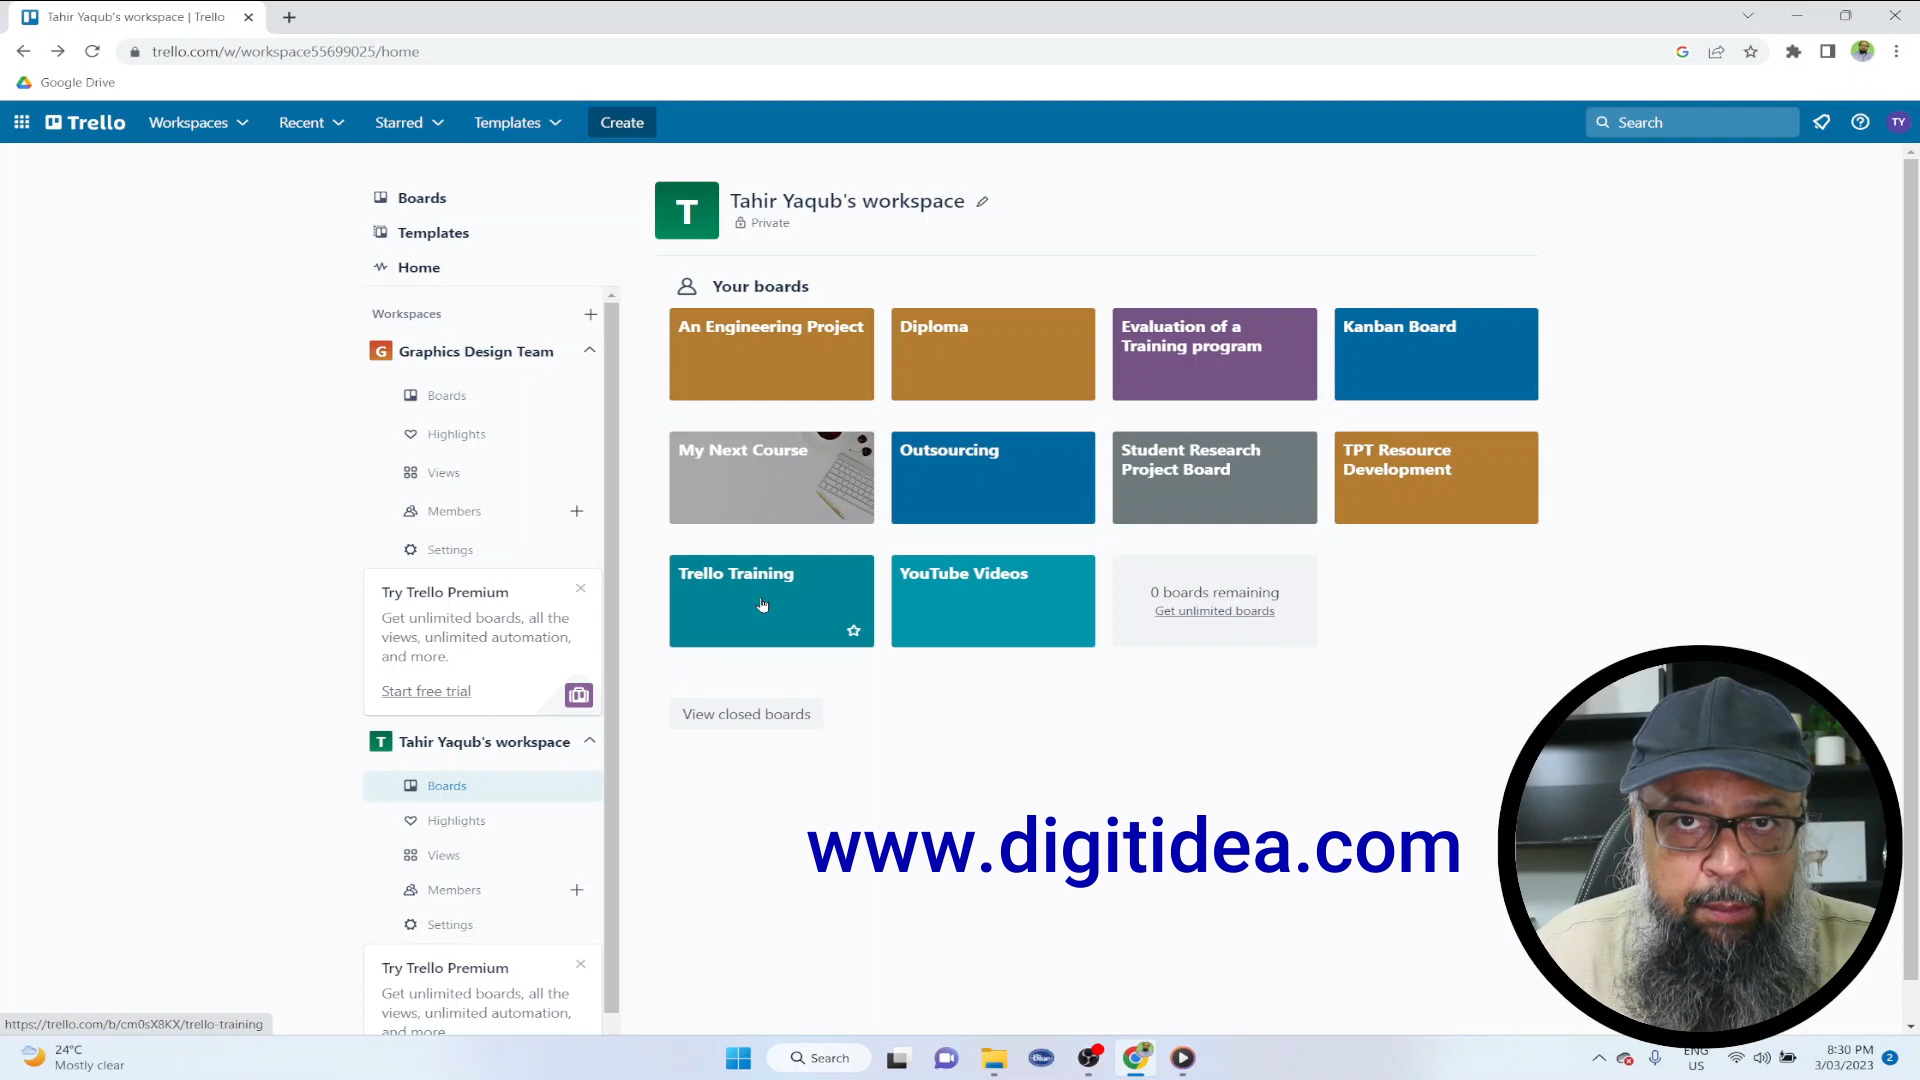 Tahir Yaqub's workspace | Trello
trello.com/w/workspace55699025/home
Google Drive
Trello
Workspaces
Recent
Starred
Templates
Create
Search
TY
Boards
Templates
Home
Workspaces
G Graphics Design Team
Boards
Highlights
Views
Members
Settings
Try Trello Premium
Get unlimited boards, all the
views, unlimited automation,
and more.
Start free trial
T Tahir Yaqub's workspace
Boards
Highlights
Views
Members
Settings
Try Trello Premium
Get unlimited boards, all the
views, unlimited automation,
and more.
T
Tahir Yaqub's workspace
Private
Your boards
An Engineering Project
Diploma
Evaluation of a
Training program
Kanban Board
My Next Course
Outsourcing
Student Research
Project Board
TPT Resource
Development
Trello Training
YouTube Videos
0 boards remaining
Get unlimited boards
View closed boards
www.digitidea.com
https://trello.com/b/cm0sX8KX/trello-training
24°C
Mostly clear
Search
Blue
ENG
US
8:30 PM
3/03/2023
2